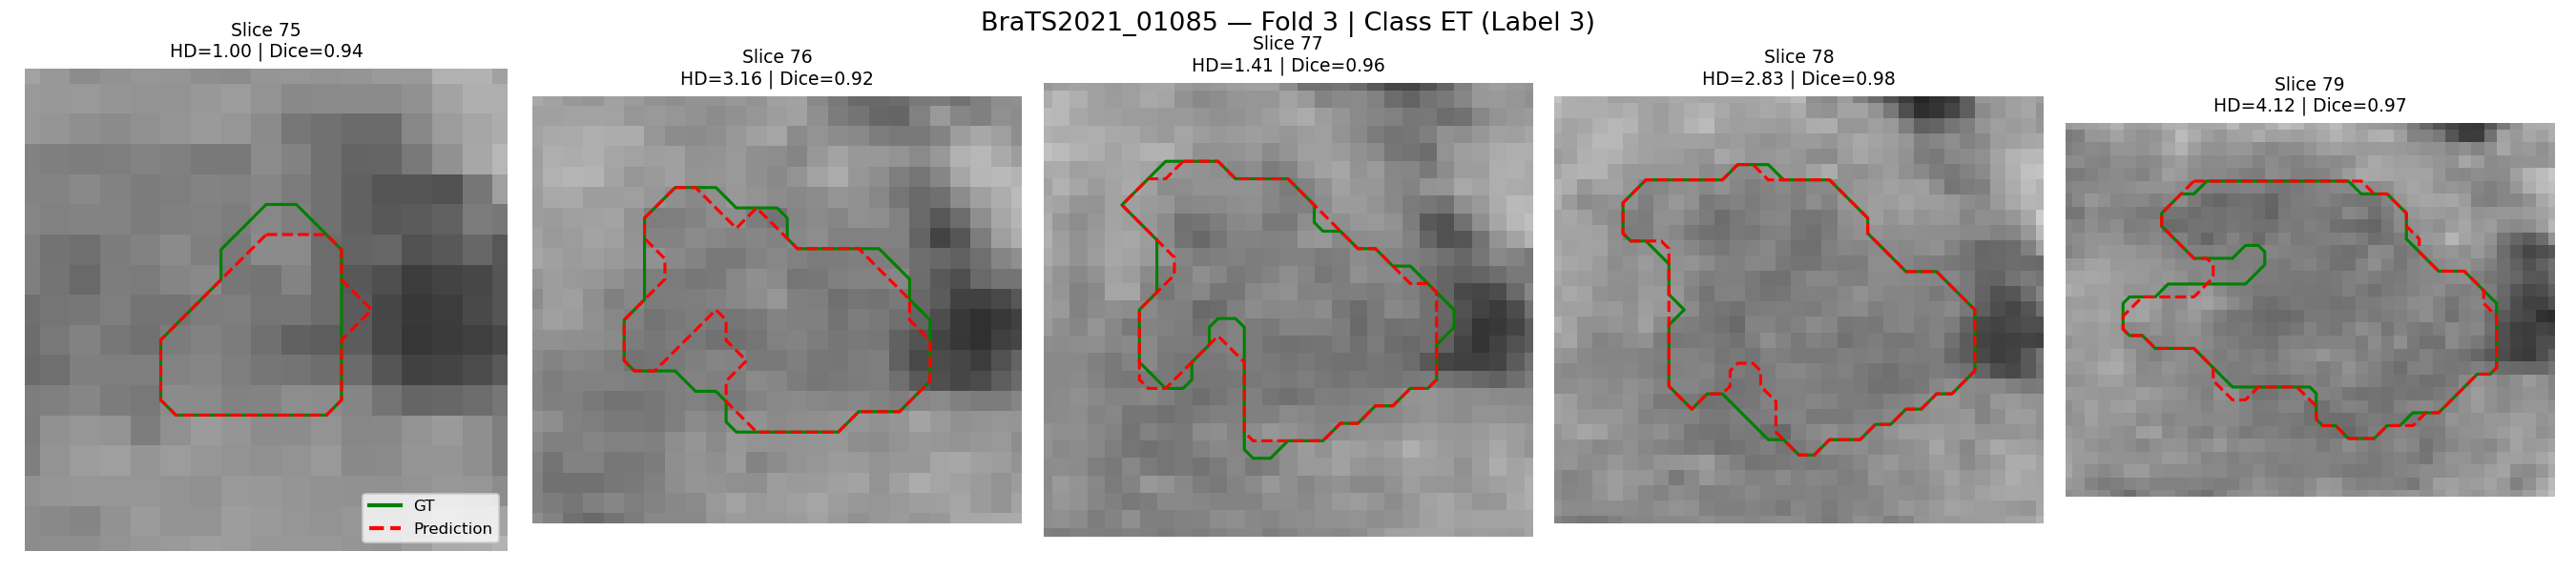 BraTS2021_01085 — Fold 3 | Class ET (Label 3)
Slice 75
HD=1.00 | Dice=0.94
Slice 76
HD=3.16 | Dice=0.92
Slice 77
HD=1.41 | Dice=0.96
Slice 78
HD=2.83 | Dice=0.98
Slice 79
HD=4.12 | Dice=0.97
GT
Prediction